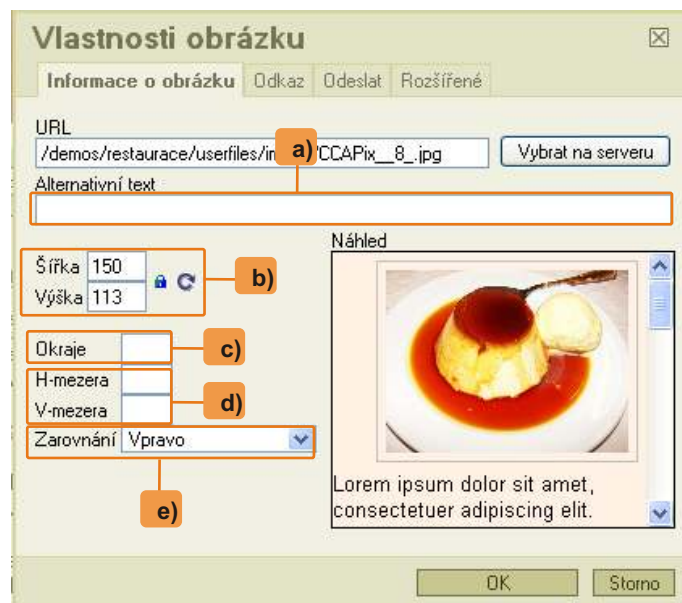 Vlastnosti obrázku
Informace o obrázku Odkaz Odeslat Rozšířené
URL
/demos/restaurace/userfiles/im a) /CCAPix__8_.jpg Vybrat na serveru
Alternativní text
Náhled
Šířka 150
b)
Výška 113
Okraje c)
H-mezera
d)
V-mezera
Zarovnání Vpravo
e)
Lorem ipsum dolor sit amet,
consectetuer adipiscing elit.
OK Storno